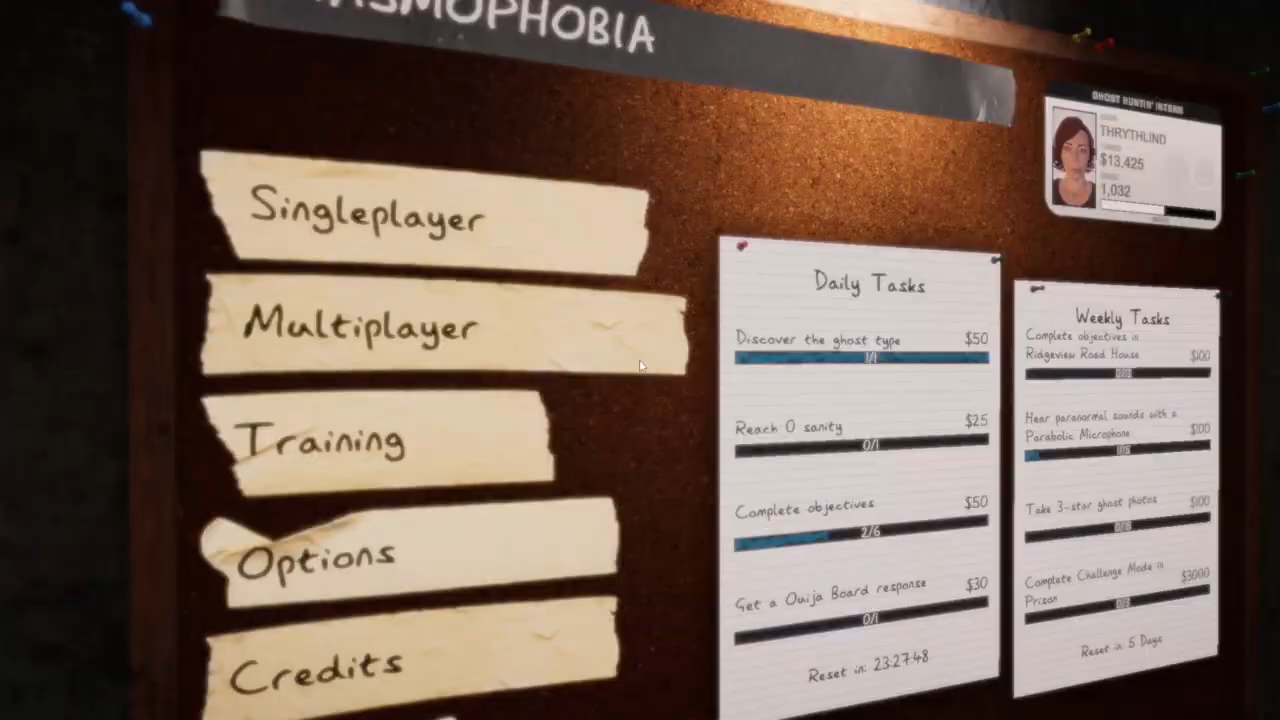 ASMOPHOBIA
GHOST HUNTIN' INTERN
THRYTHLIND
$13,425
1,032
Singleplayer
Multiplayer
Training
Options
Credits
Daily Tasks
Discover the ghost type $50
1/1
Reach 0 sanity $25
0/1
Complete objectives $50
2/6
Get a Ouija Board response $30
0/1
Reset in: 23:27:48
Weekly Tasks
Complete objectives in
Ridgeview Road House $100
Hear paranormal sounds with a
Parabolic Microphone $100
Take 3-star ghost photos $100
Complete Challenge Mode in
Prison $3000
Reset in: 5 Days